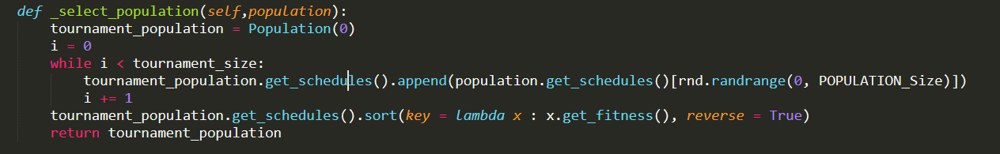 def _select_population(self,population):
tournament_population = Population(0)
i = 0
while i < tournament_size:
tournament_population.get_schedules().append(population.get_schedules()[rnd.randrange(0, POPULATION_Size)])
i += 1
tournament_population.get_schedules().sort(key = lambda x : x.get_fitness(), reverse = True)
return tournament_population